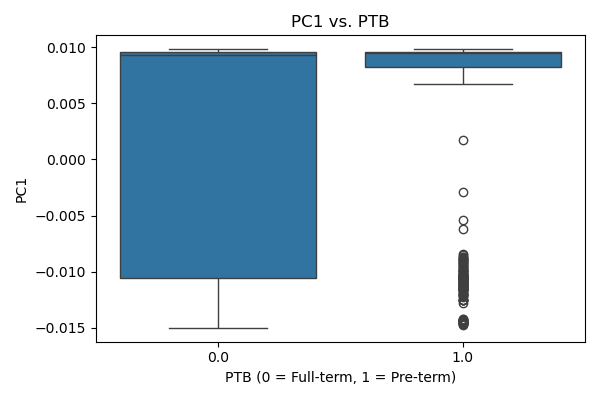 PC1 vs. PTB
0.010
0.005
0.000
−0.005
−0.010
−0.015
PC1
0.0
1.0
PTB (0 = Full-term, 1 = Pre-term)